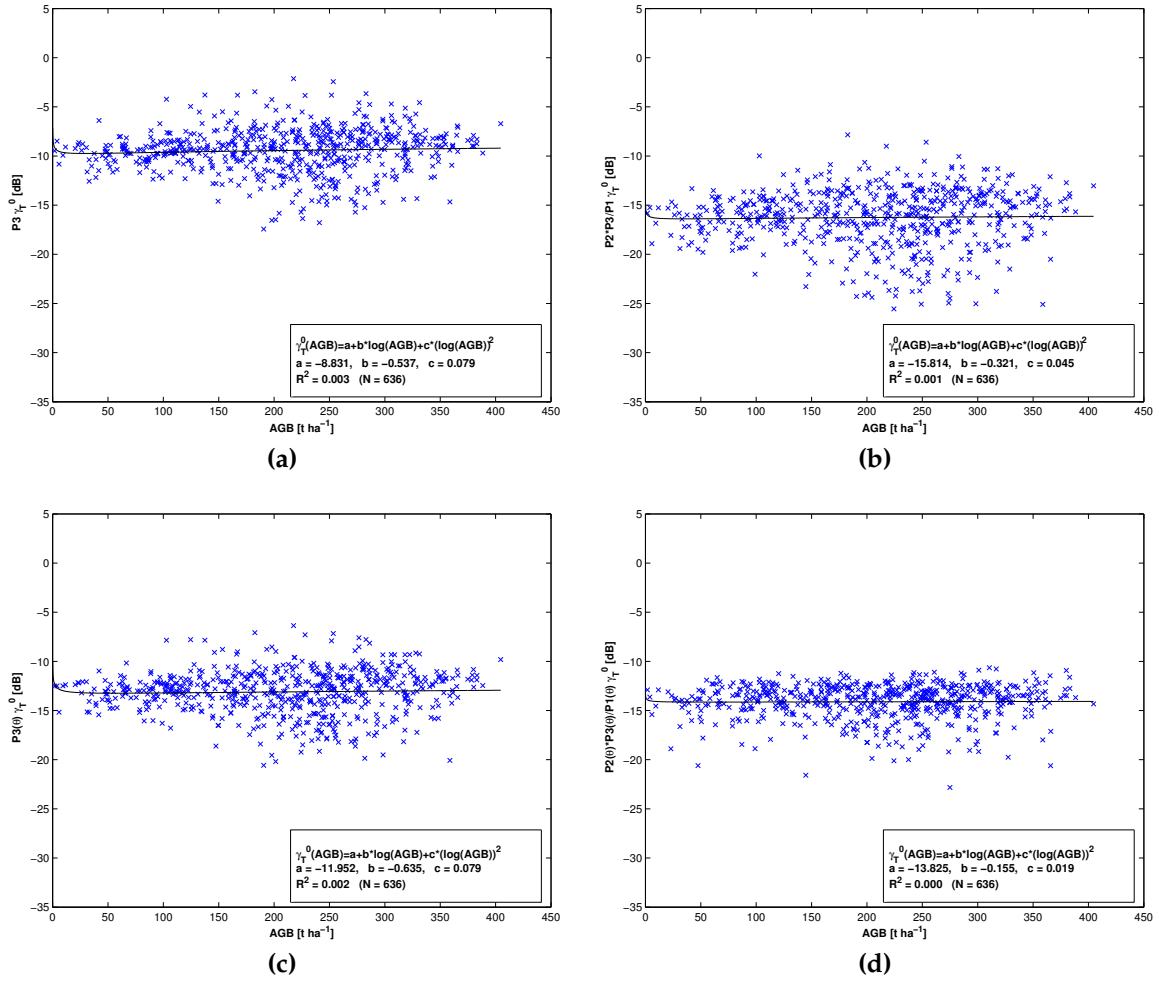 5
0
−5
−10
−15
−20
−25
−30
−35
P3 γT0 [dB]
γT0(AGB)=a+b*log(AGB)+c*(log(AGB))2
a = −8.831, b = −0.537, c = 0.079
R2 = 0.003 (N = 636)
0 50 100 150 200 250 300 350 400 450
AGB [t ha−1]
(a)
5
0
−5
−10
−15
−20
−25
−30
−35
P2*P3/P1 γT0 [dB]
γT0(AGB)=a+b*log(AGB)+c*(log(AGB))2
a = −15.814, b = −0.321, c = 0.045
R2 = 0.001 (N = 636)
0 50 100 150 200 250 300 350 400 450
AGB [t ha−1]
(b)
5
0
−5
−10
−15
−20
−25
−30
−35
P3(θ) γT0 [dB]
γT0(AGB)=a+b*log(AGB)+c*(log(AGB))2
a = −11.952, b = −0.635, c = 0.079
R2 = 0.002 (N = 636)
0 50 100 150 200 250 300 350 400 450
AGB [t ha−1]
(c)
5
0
−5
−10
−15
−20
−25
−30
−35
P2(θ)*P3(θ)/P1(θ) γT0 [dB]
γT0(AGB)=a+b*log(AGB)+c*(log(AGB))2
a = −13.825, b = −0.155, c = 0.019
R2 = 0.000 (N = 636)
0 50 100 150 200 250 300 350 400 450
AGB [t ha−1]
(d)